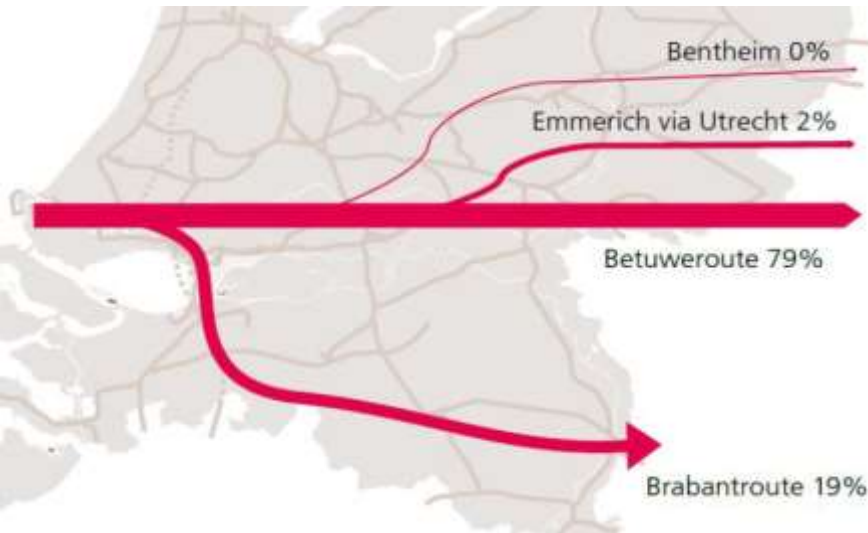 Bentheim 0%
Emmerich via Utrecht 2%
Betuweroute 79%
Brabantroute 19%